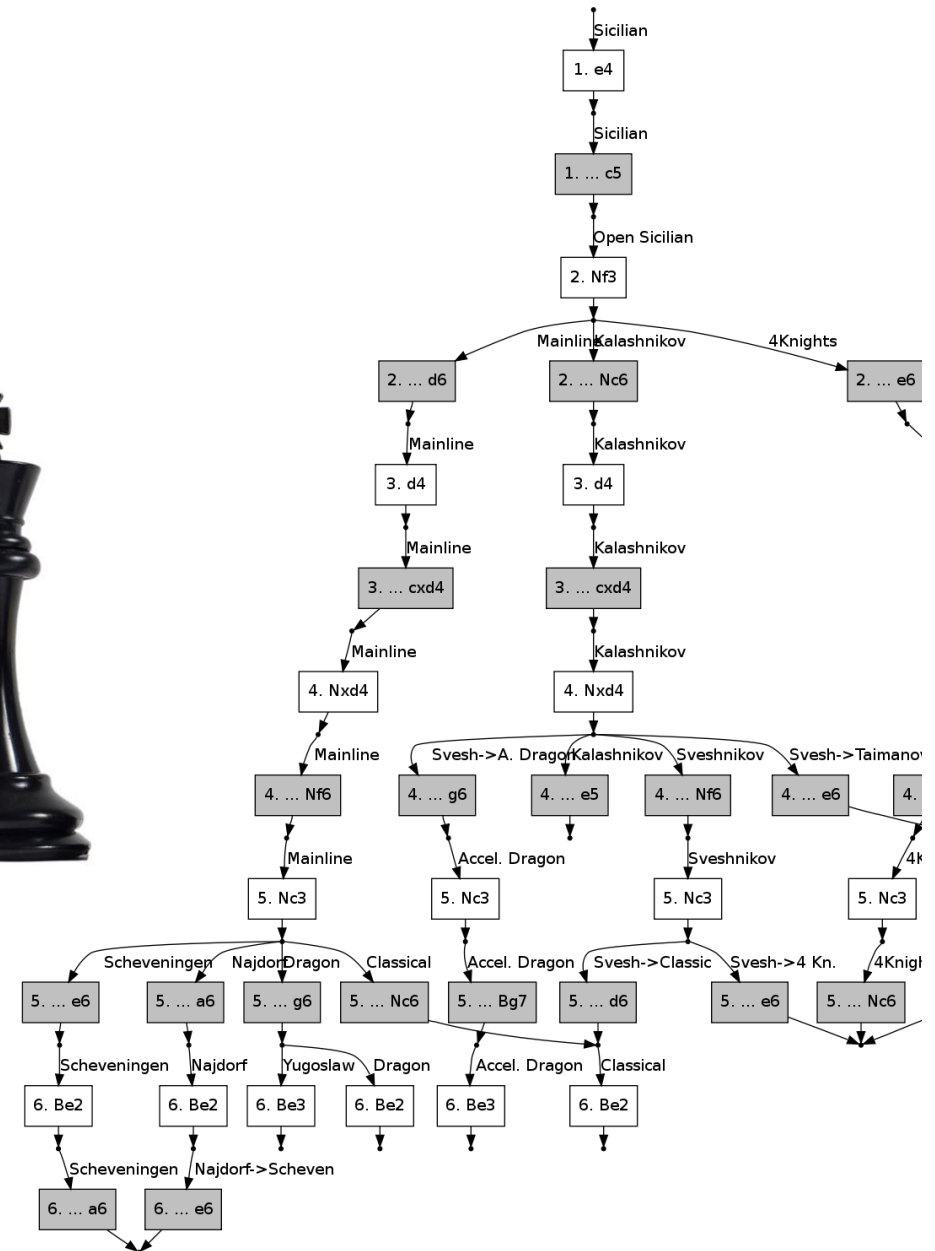 Sicilian
1. e4
Sicilian
1. ... c5
Open Sicilian
2. Nf3
Mainline Kalashnikov 4Knights
2. ... d6 2. ... Nc6 2. ... e6
Mainline Kalashnikov
3. d4 3. d4
Mainline Kalashnikov
3. ... cxd4 3. ... cxd4
Mainline Kalashnikov
4. Nxd4 4. Nxd4
Mainline Svesh->A. Dragon Kalashnikov Sveshnikov Svesh->Taimanov
4. ... Nf6 4. ... g6 4. ... e5 4. ... Nf6 4. ... e6 4.
Mainline Accel. Dragon Sveshnikov 4K
5. Nc3 5. Nc3 5. Nc3 5. Nc3
Scheveningen Najdorf Dragon Classical Accel. Dragon Svesh->Classic Svesh->4 Kn. 4Knigh
5. ... e6 5. ... a6 5. ... g6 5. ... Nc6 5. ... Bg7 5. ... d6 5. ... e6 5. ... Nc6
Scheveningen Najdorf Yugoslaw Dragon Accel. Dragon Classical
6. Be2 6. Be2 6. Be3 6. Be2 6. Be3 6. Be2
Scheveningen Najdorf->Scheven
6. ... a6 6. ... e6